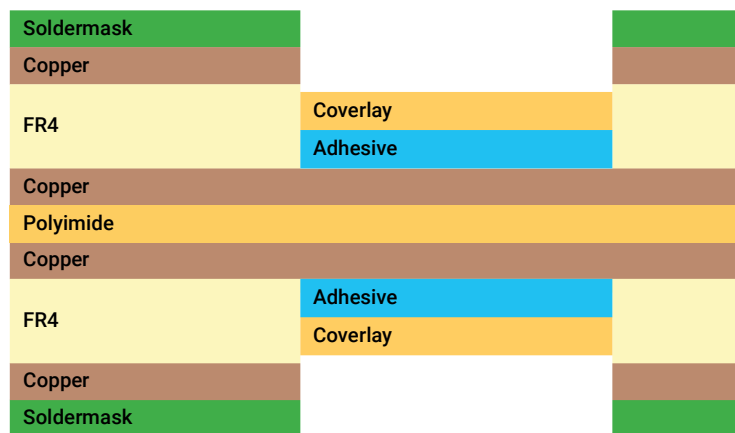 Soldermask
Copper
FR4
Coverlay
Adhesive
Copper
Polyimide
Copper
Adhesive
FR4
Coverlay
Copper
Soldermask